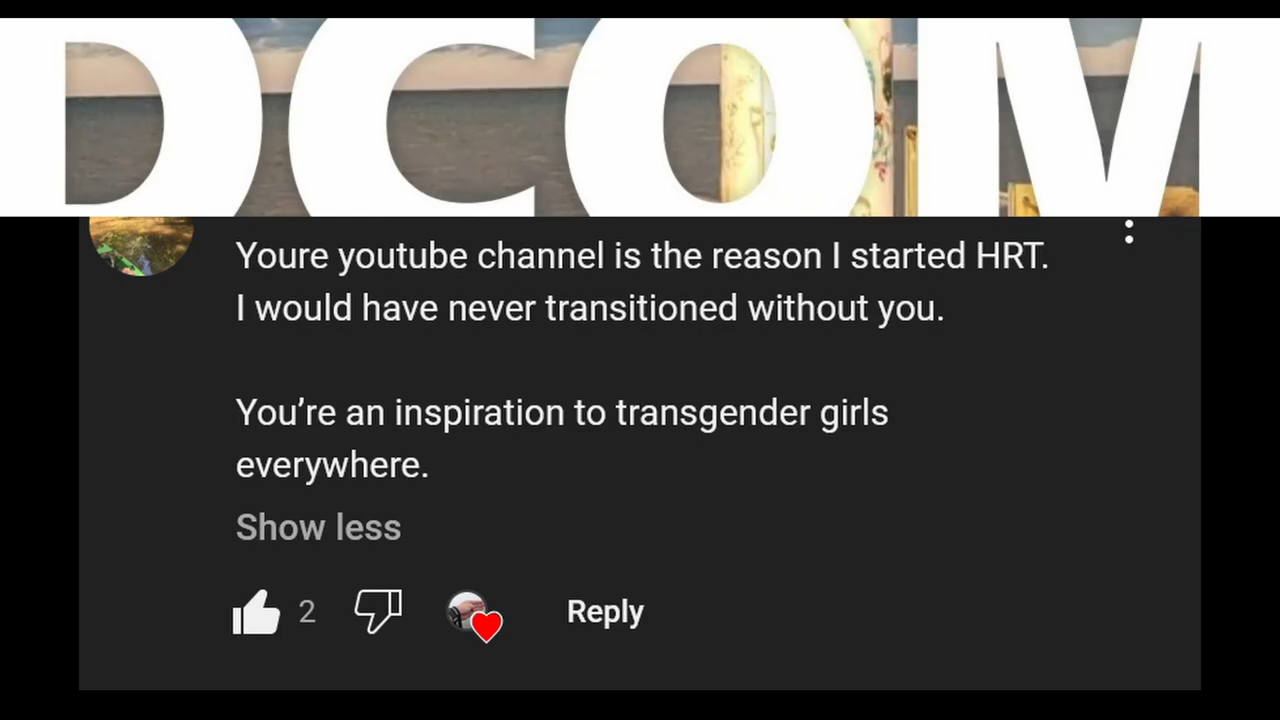 DCOM
Youre youtube channel is the reason I started HRT.
I would have never transitioned without you.
You’re an inspiration to transgender girls
everywhere.
Show less
2
Reply